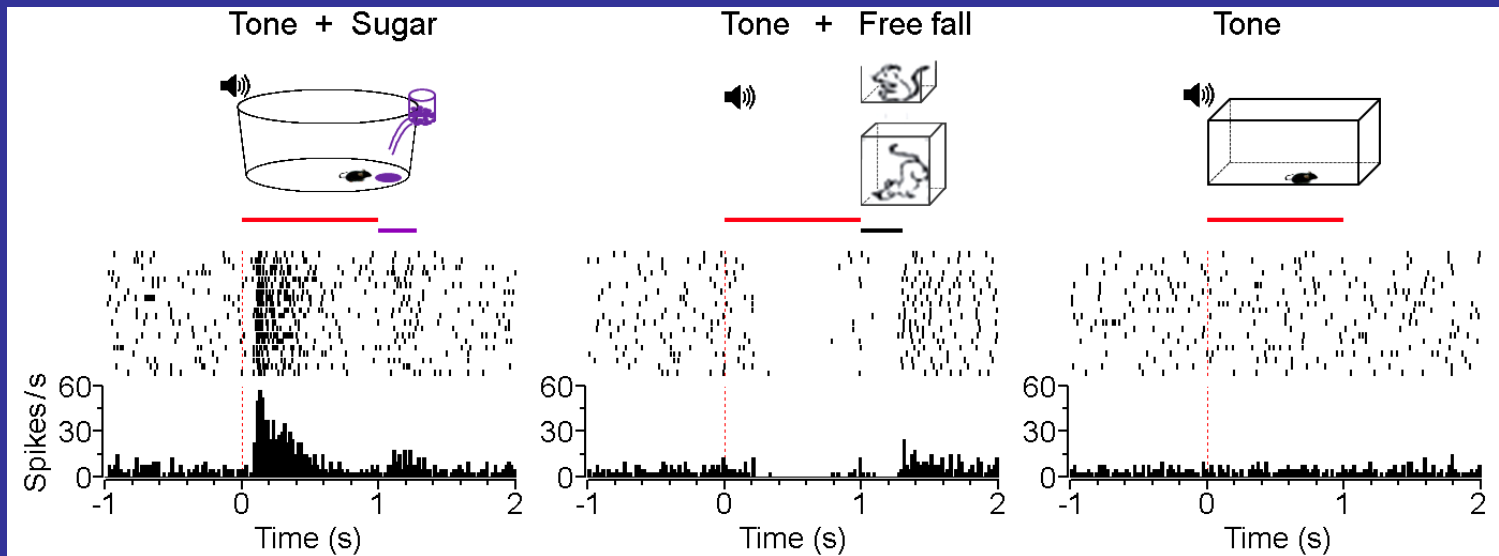 Tone + Sugar
Tone + Free fall
Tone
Spikes/s
60
30
0
-1 0 1 2
Time (s)
60
30
0
-1 0 1 2
Time (s)
60
30
0
-1 0 1 2
Time (s)